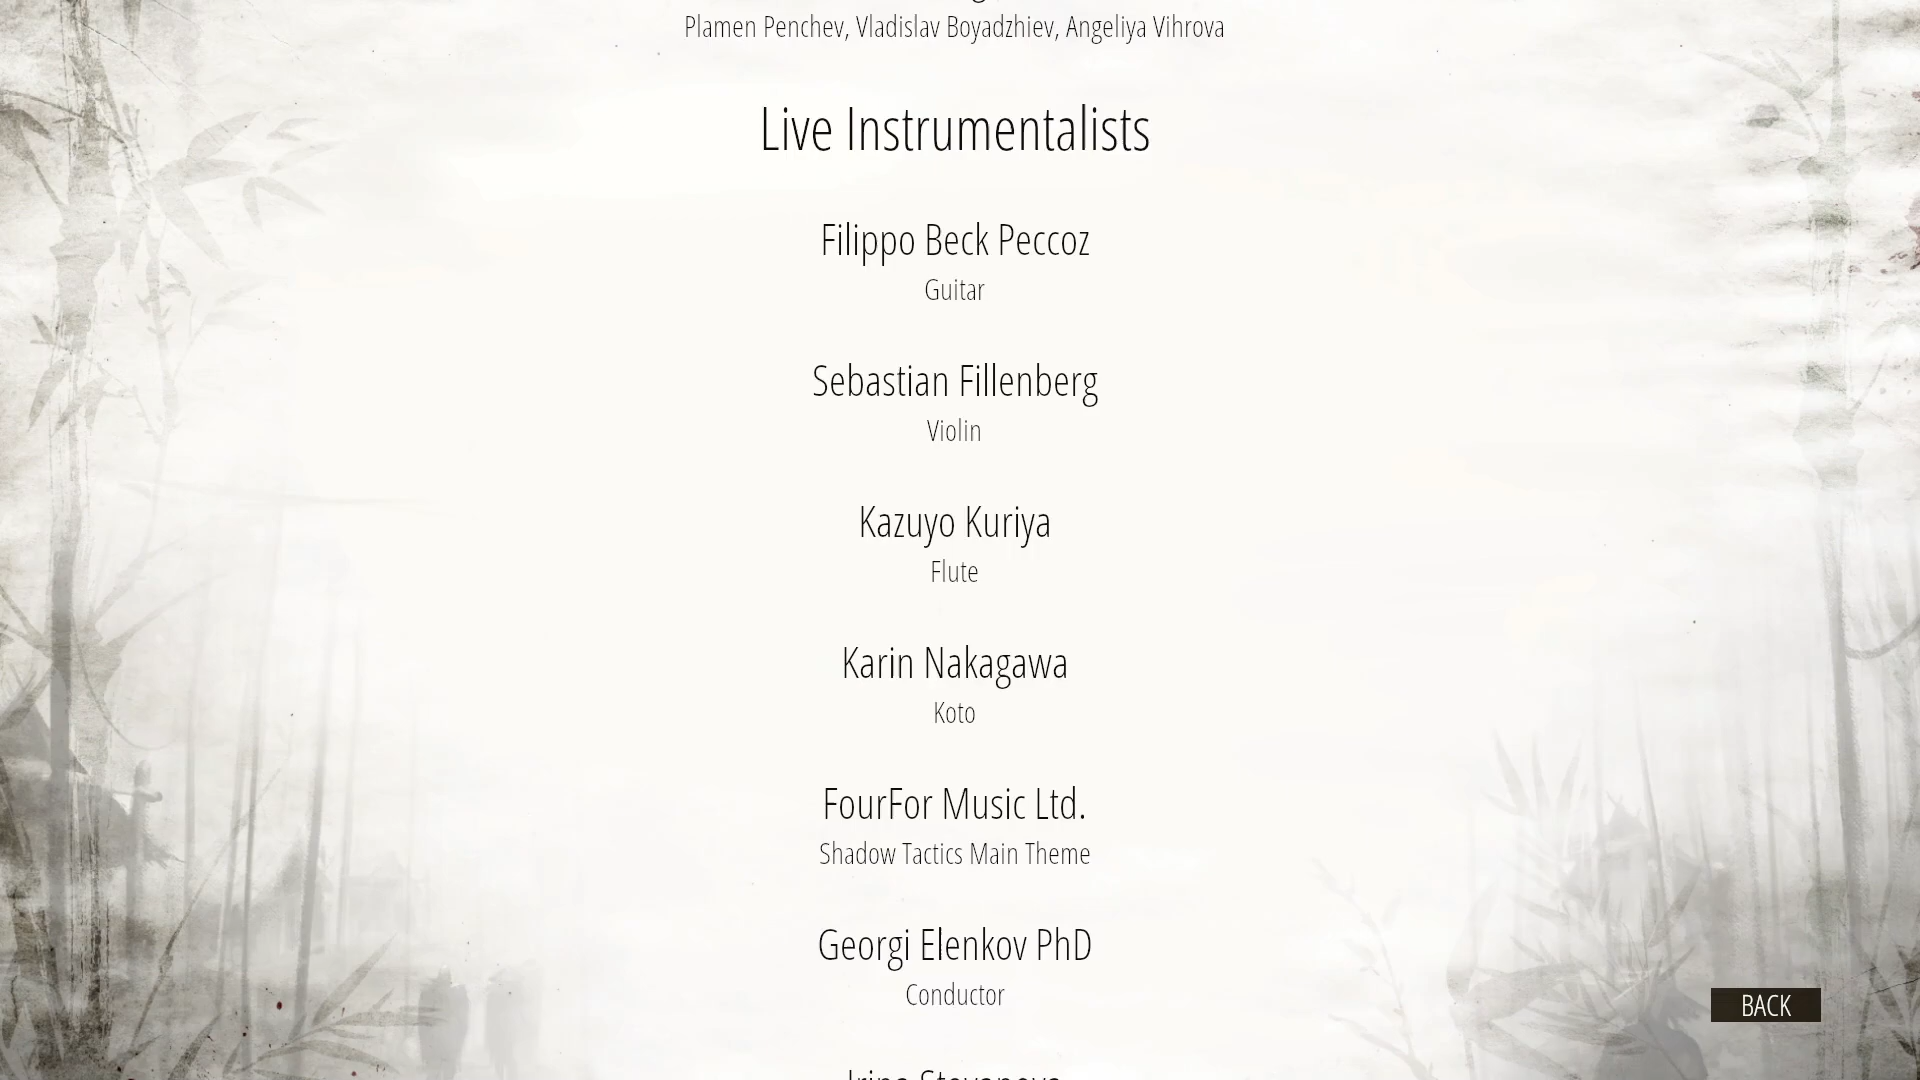 Plamen Penchev, Vladislav Boyadzhiev, Angeliya Vihrova
Live Instrumentalists
Filippo Beck Peccoz
Guitar
Sebastian Fillenberg
Violin
Kazuyo Kuriya
Flute
Karin Nakagawa
Koto
FourFor Music Ltd.
Shadow Tactics Main Theme
Georgi Elenkov PhD
Conductor
BACK